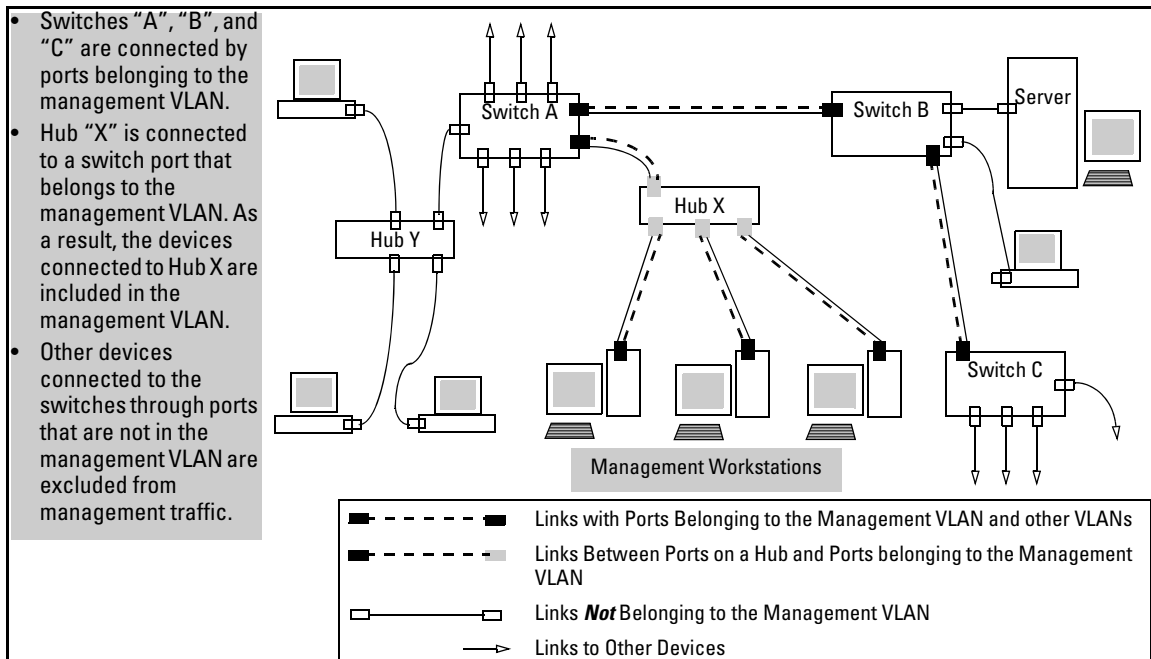 • Switches “A”, “B”, and
“C” are connected by
ports belonging to the
management VLAN.
• Hub “X” is connected
to a switch port that
belongs to the
management VLAN. As
a result, the devices
connected to Hub X are
included in the
management VLAN.
• Other devices
connected to the
switches through ports
that are not in the
management VLAN are
excluded from
management traffic.
Switch A
Switch B
Server
Hub X
Hub Y
Switch C
Management Workstations
Links with Ports Belonging to the Management VLAN and other VLANs
Links Between Ports on a Hub and Ports belonging to the Management
VLAN
Links Not Belonging to the Management VLAN
Links to Other Devices